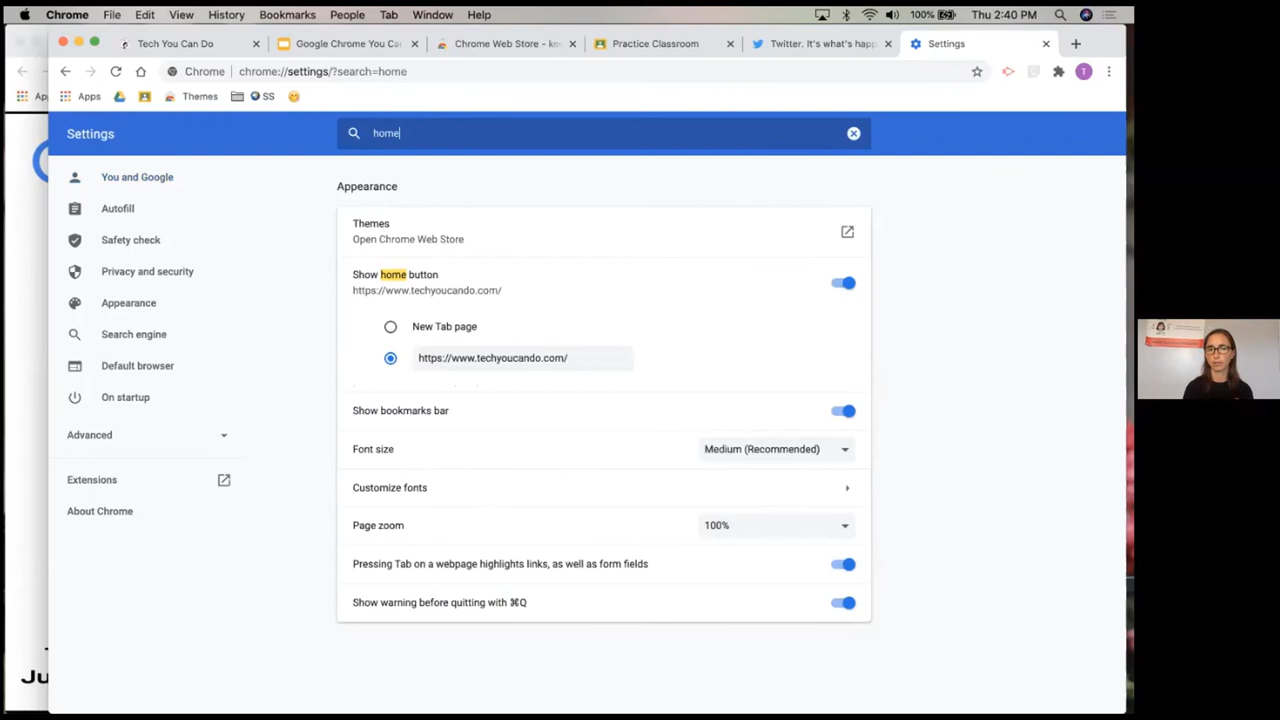 Chrome File Edit View History Bookmarks People Tab Window Help 100% Thu 2:40 PM
Tech You Can Do Google Chrome You Ca Chrome Web Store - ko Practice Classroom Twitter. It's what's happ Settings
Chrome chrome://settings/?search=home
Apps Themes SS
Settings home
You and Google
Autofill
Safety check
Privacy and security
Appearance
Search engine
Default browser
On startup
Advanced
Extensions
About Chrome
Appearance
Themes
Open Chrome Web Store
Show home button
https://www.techyoucando.com/
New Tab page
https://www.techyoucando.com/
Show bookmarks bar
Font size Medium (Recommended)
Customize fonts
Page zoom 100%
Pressing Tab on a webpage highlights links, as well as form fields
Show warning before quitting with ⌘Q
Ju